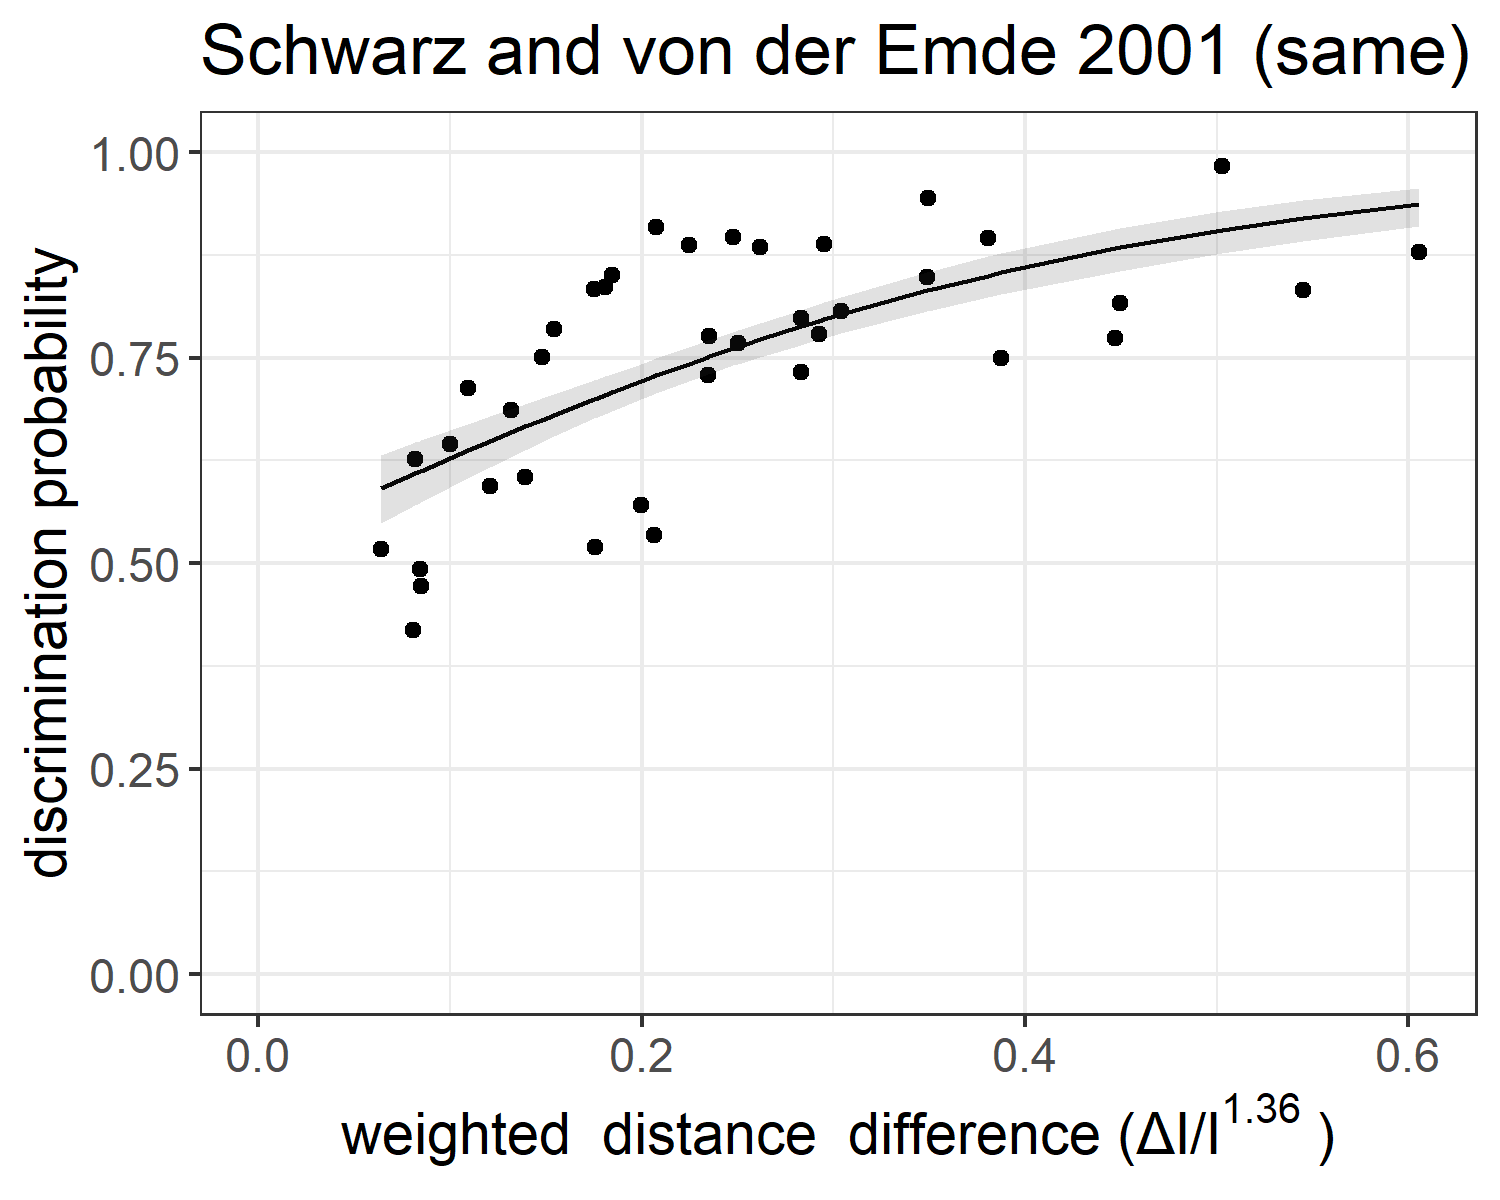 Schwarz and von der Emde 2001 (same)
discrimination probability
1.00
0.75
0.50
0.25
0.00
0.0 0.2 0.4 0.6
weighted distance difference (ΔI/I^1.36 )